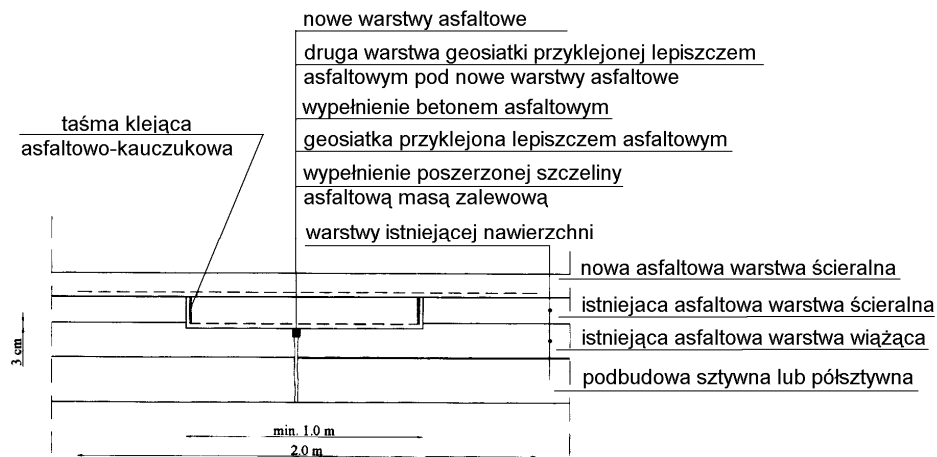 nowe warstwy asfaltowe
druga warstwa geosiatki przyklejonej lepiszczem
asfaltowym pod nowe warstwy asfaltowe
wypełnienie betonem asfaltowym
geosiatka przyklejona lepiszczem asfaltowym
wypełnienie poszerzonej szczeliny
asfaltową masą zalewową
warstwy istniejącej nawierzchni
taśma klejąca
asfaltowo-kauczukowa
nowa asfaltowa warstwa ścieralna
istniejaca asfaltowa warstwa ścieralna
istniejąca asfaltowa warstwa wiążąca
podbudowa sztywna lub półsztywna
3 cm
min. 1.0 m
2.0 m